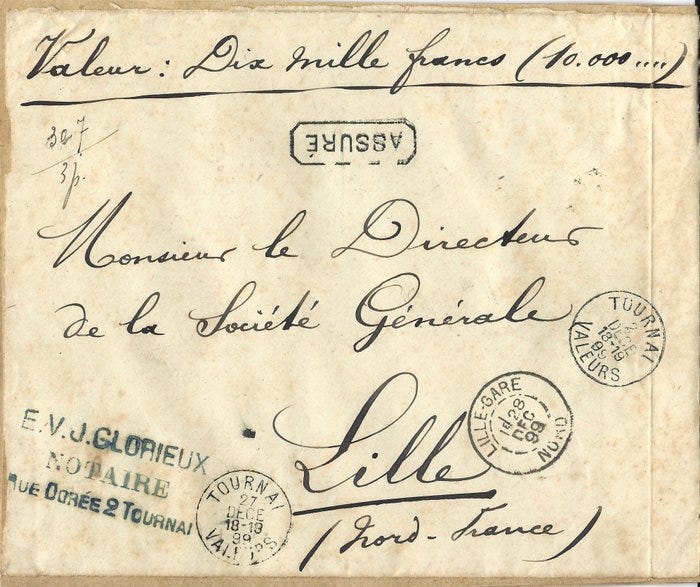 Valeur : Dix mille francs (10.000....)
ASSURÉ
Monsieur le Directeur
de la Société Générale
TOURNAI
DECE
18-19
99
VALEURS
LILLE-GARE
28
DEC
99
NORD
Lille
(Nord-France)
E.V.J. GLORIEUX
NOTAIRE
RUE DORÉE 2 TOURNAI
TOURNAI
27
DECE
18-19
99